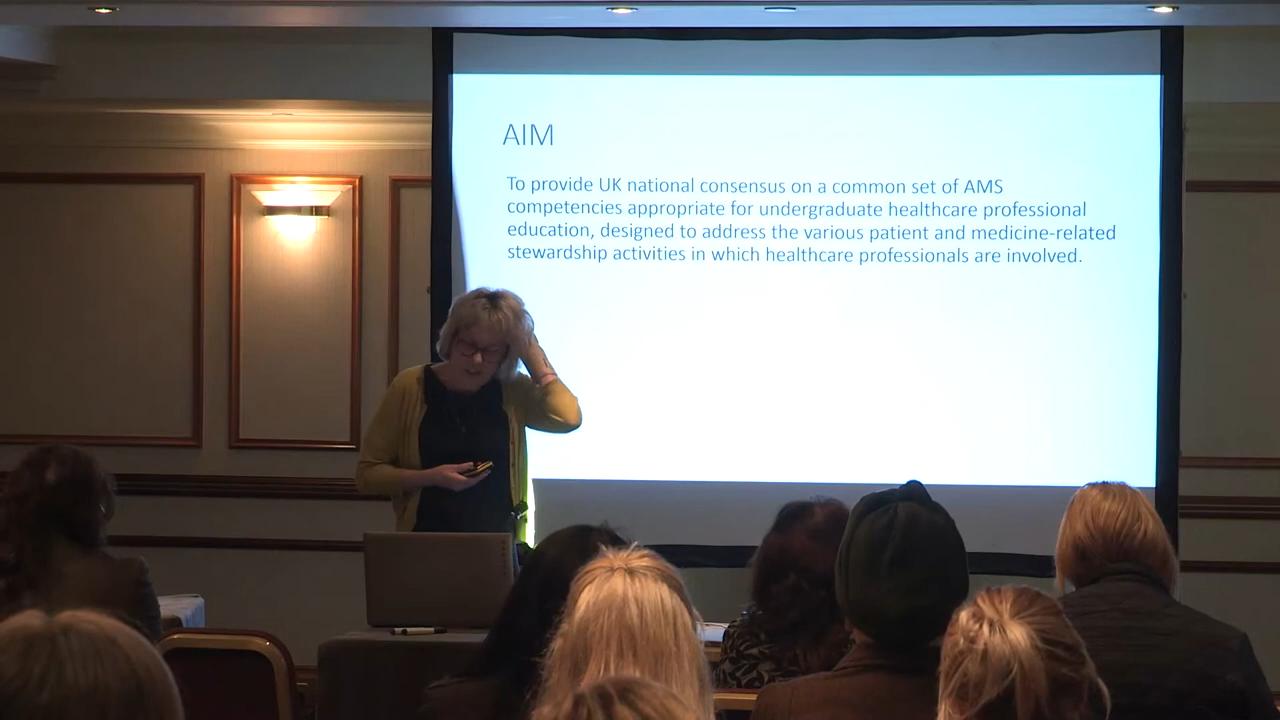 AIM
To provide UK national consensus on a common set of AMS
competencies appropriate for undergraduate healthcare professional
education, designed to address the various patient and medicine-related
stewardship activities in which healthcare professionals are involved.